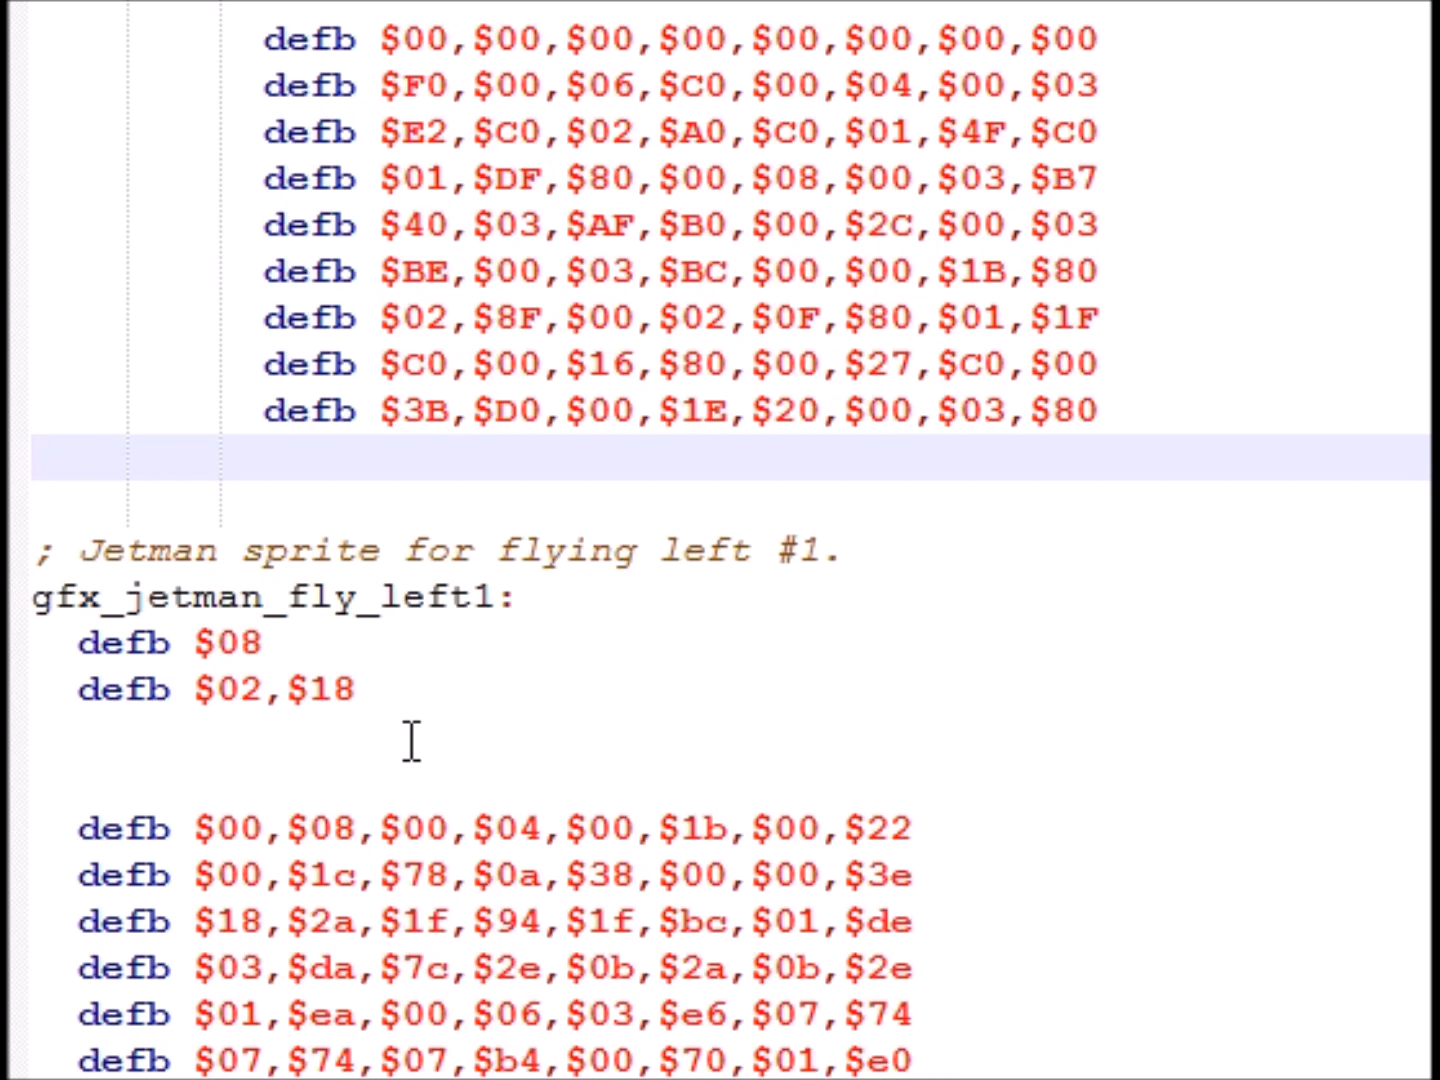 defb $00,$00,$00,$00,$00,$00,$00,$00
defb $F0,$00,$06,$C0,$00,$04,$00,$03
defb $E2,$C0,$02,$A0,$C0,$01,$4F,$C0
defb $01,$DF,$80,$00,$08,$00,$03,$B7
defb $40,$03,$AF,$B0,$00,$2C,$00,$03
defb $BE,$00,$03,$BC,$00,$00,$1B,$80
defb $02,$8F,$00,$02,$0F,$80,$01,$1F
defb $C0,$00,$16,$80,$00,$27,$C0,$00
defb $3B,$D0,$00,$1E,$20,$00,$03,$80
; Jetman sprite for flying left #1.
gfx_jetman_fly_left1:
defb $08
defb $02,$18
defb $00,$08,$00,$04,$00,$1b,$00,$22
defb $00,$1c,$78,$0a,$38,$00,$00,$3e
defb $18,$2a,$1f,$94,$1f,$bc,$01,$de
defb $03,$da,$7c,$2e,$0b,$2a,$0b,$2e
defb $01,$ea,$00,$06,$03,$e6,$07,$74
defb $07,$74,$07,$b4,$00,$70,$01,$e0